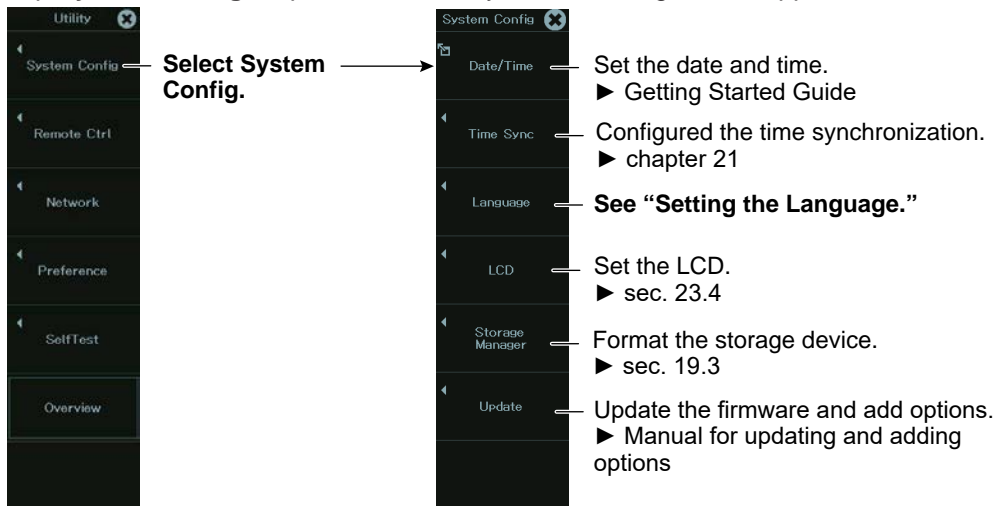 Utility
System Config
Remote Ctrl
Network
Preference
SelfTest
Overview
Select System
Config.
System Config
Date/Time
Time Sync
Language
LCD
Storage
Manager
Update
Set the date and time.
► Getting Started Guide
Configured the time synchronization.
► chapter 21
See “Setting the Language.”
Set the LCD.
► sec. 23.4
Format the storage device.
► sec. 19.3
Update the firmware and add options.
► Manual for updating and adding
options